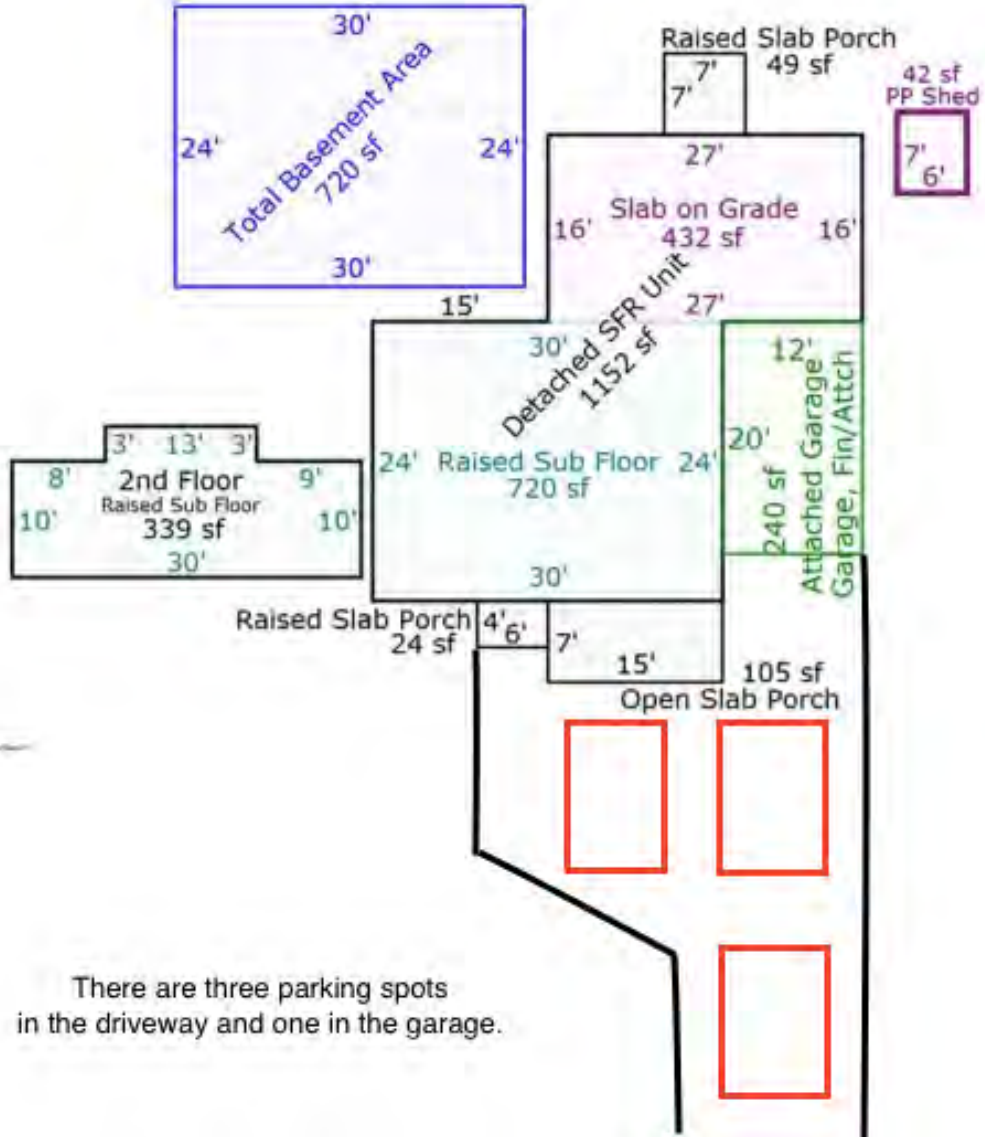 30'
24'
Total Basement Area
720 sf
24'
30'
Raised Slab Porch
49 sf
7'
7'
42 sf
PP Shed
7'
6'
27'
Slab on Grade
432 sf
16'
16'
27'
15'
Detached SFR Unit
1152 sf
30'
24'
Raised Sub Floor
720 sf
24'
30'
12'
20'
240 sf
Attached Garage
Garage, Fin/Attch
3'
13'
3'
8'
2nd Floor
9'
Raised Sub Floor
10'
339 sf
10'
30'
Raised Slab Porch
24 sf
4'
6'
7'
15'
105 sf
Open Slab Porch
There are three parking spots
in the driveway and one in the garage.